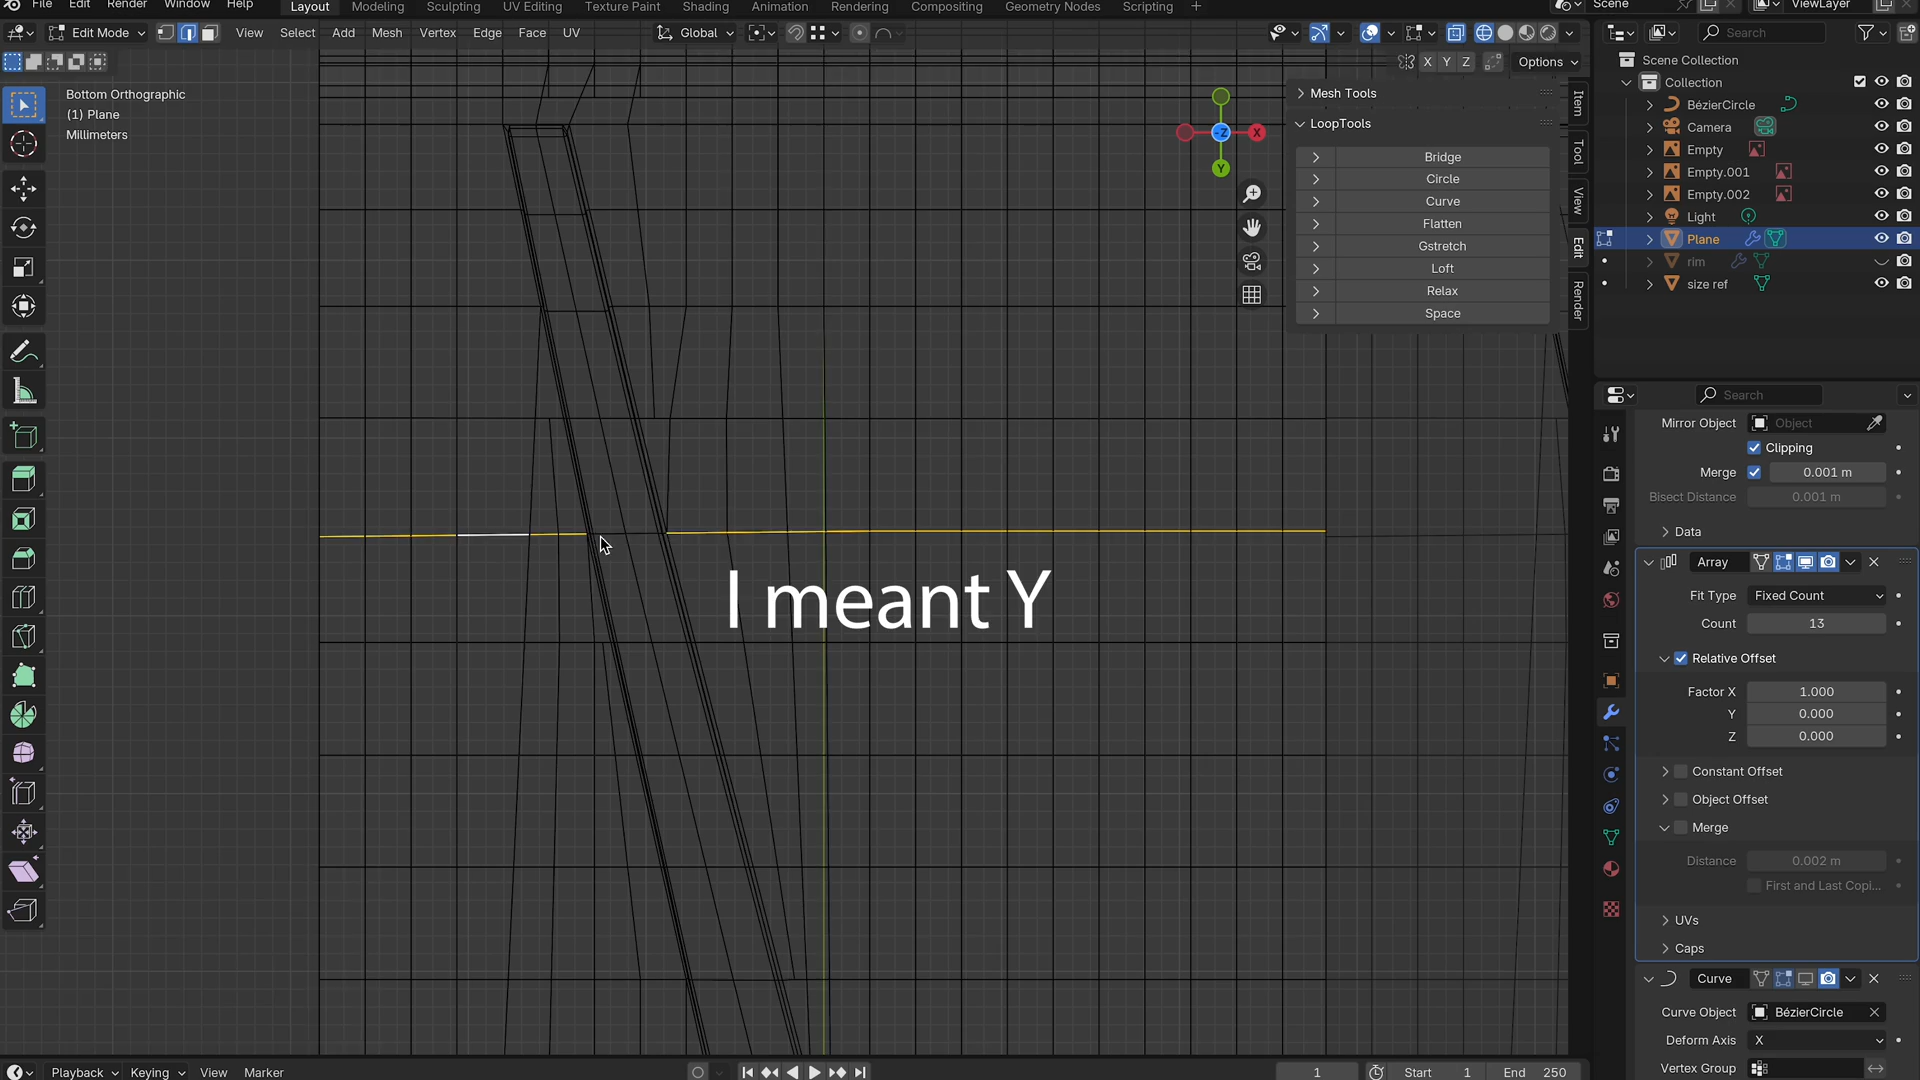 File Edit Render Window Help Layout Modeling Sculpting UV Editing Texture Paint Shading Animation Rendering Compositing Geometry Nodes Scripting + Scene ViewLayer
Edit Mode View Select Add Mesh Vertex Edge Face UV Global Search
X Y Z Options
Bottom Orthographic
(1) Plane
Millimeters
Z X Y
Mesh Tools
LoopTools
Bridge
Circle
Curve
Flatten
Gstretch
Loft
Relax
Space
Item
Tool
View
Edit
Render
I meant Y
Scene Collection
Collection
BézierCircle
Camera
Empty
Empty.001
Empty.002
Light
Plane
rim
size ref
Search
Mirror Object Object
Clipping
Merge 0.001 m
Bisect Distance 0.001 m
Data
Array
Fit Type Fixed Count
Count 13
Relative Offset
Factor X 1.000
Y 0.000
Z 0.000
Constant Offset
Object Offset
Merge
Distance 0.002 m
First and Last Copi...
UVs
Caps
Curve
Curve Object BézierCircle
Deform Axis X
Vertex Group
Playback Keying View Marker 1 Start 1 End 250